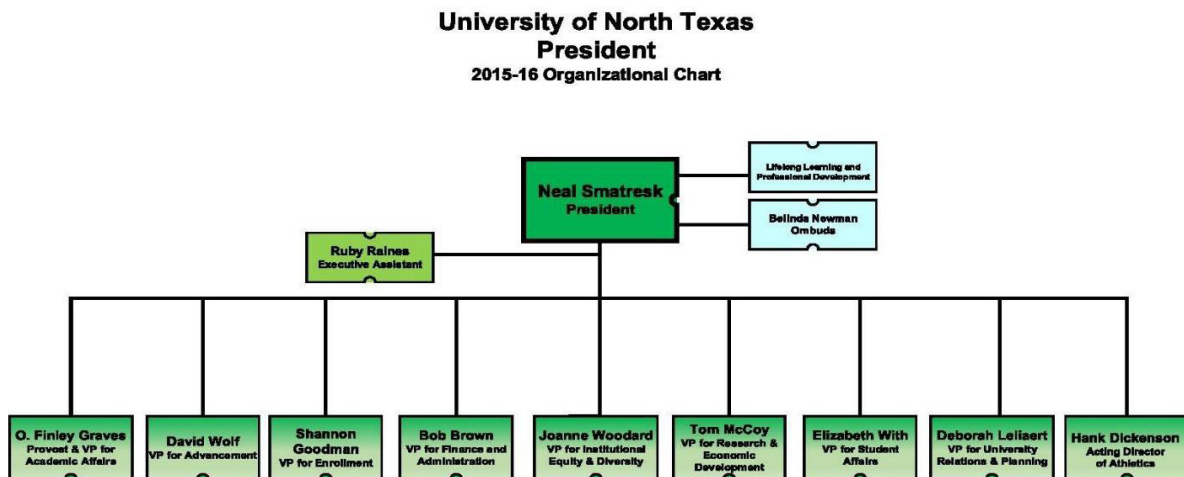 University of North Texas
President
2015-16 Organizational Chart
Lifelong Learning and
Professional Development
Neal Smatresk
President
Belinda Newman
Ombuds
Ruby Raines
Executive Assistant
O. Finley Graves
Provost & VP for
Academic Affairs
David Wolf
VP for Advancement
Shannon
Goodman
VP for Enrollment
Bob Brown
VP for Finance and
Administration
Joanne Woodard
VP for Institutional
Equity & Diversity
Tom McCoy
VP for Research &
Economic
Development
Elizabeth With
VP for Student
Affairs
Deborah Leliaert
VP for University
Relations & Planning
Hank Dickenson
Acting Director
of Athletics